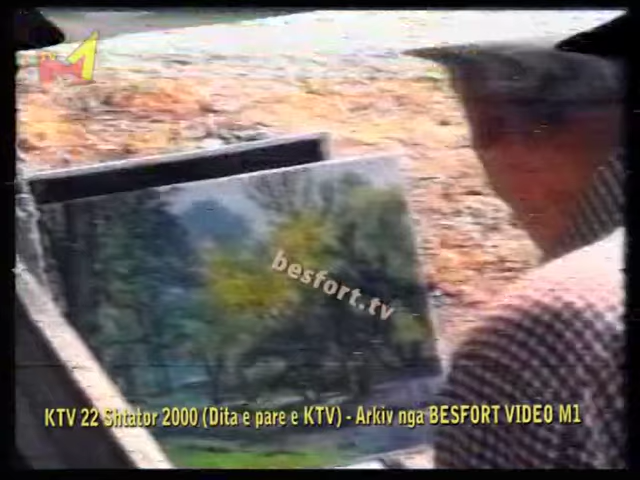 M1
besfort.tv
KTV 22 Shtator 2000 (Dita e pare e KTV) - Arkiv nga BESFORT VIDEO M1